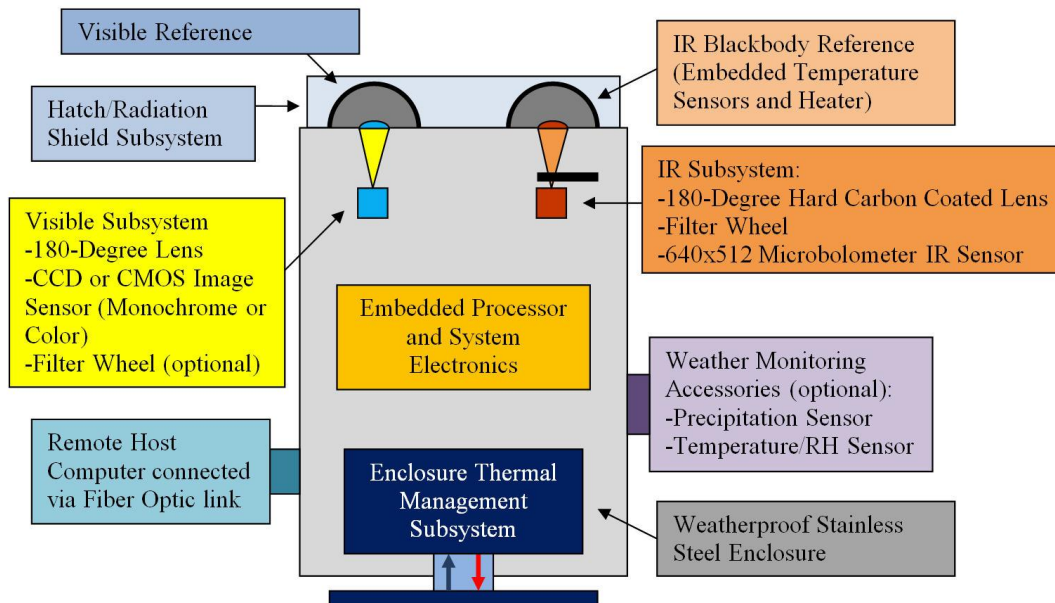 Visible Reference
IR Blackbody Reference
(Embedded Temperature
Sensors and Heater)
Hatch/Radiation
Shield Subsystem
IR Subsystem:
-180-Degree Hard Carbon Coated Lens
-Filter Wheel
-640x512 Microbolometer IR Sensor
Visible Subsystem
-180-Degree Lens
-CCD or CMOS Image
Sensor (Monochrome or
Color)
-Filter Wheel (optional)
Embedded Processor
and System
Electronics
Weather Monitoring
Accessories (optional):
-Precipitation Sensor
-Temperature/RH Sensor
Remote Host
Computer connected
via Fiber Optic link
Enclosure Thermal
Management
Subsystem
Weatherproof Stainless
Steel Enclosure